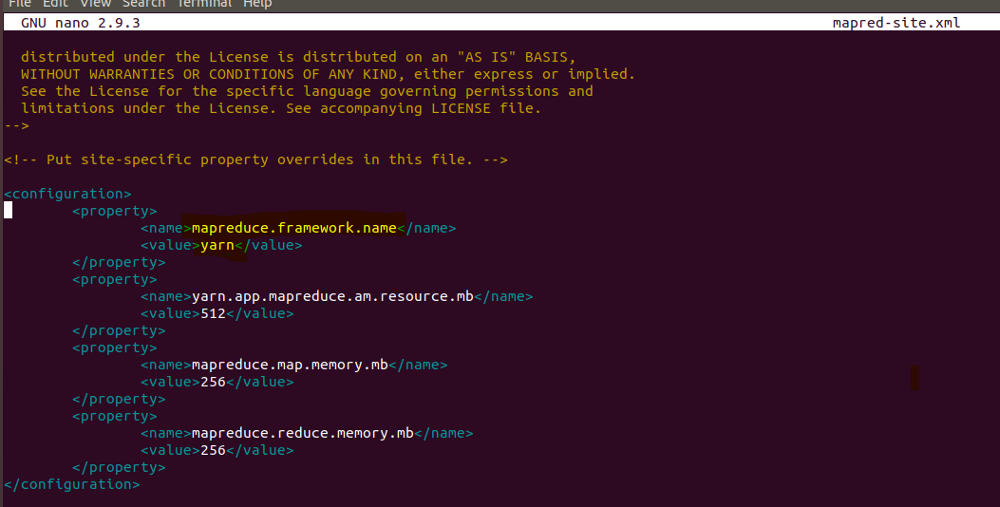 File Edit View Search Terminal Help
GNU nano 2.9.3 mapred-site.xml
distributed under the License is distributed on an "AS IS" BASIS,
WITHOUT WARRANTIES OR CONDITIONS OF ANY KIND, either express or implied.
See the License for the specific language governing permissions and
limitations under the License. See accompanying LICENSE file.
-->
<!-- Put site-specific property overrides in this file. -->
<configuration>
<property>
<name>mapreduce.framework.name</name>
<value>yarn</value>
</property>
<property>
<name>yarn.app.mapreduce.am.resource.mb</name>
<value>512</value>
</property>
<property>
<name>mapreduce.map.memory.mb</name>
<value>256</value>
</property>
<property>
<name>mapreduce.reduce.memory.mb</name>
<value>256</value>
</property>
</configuration>